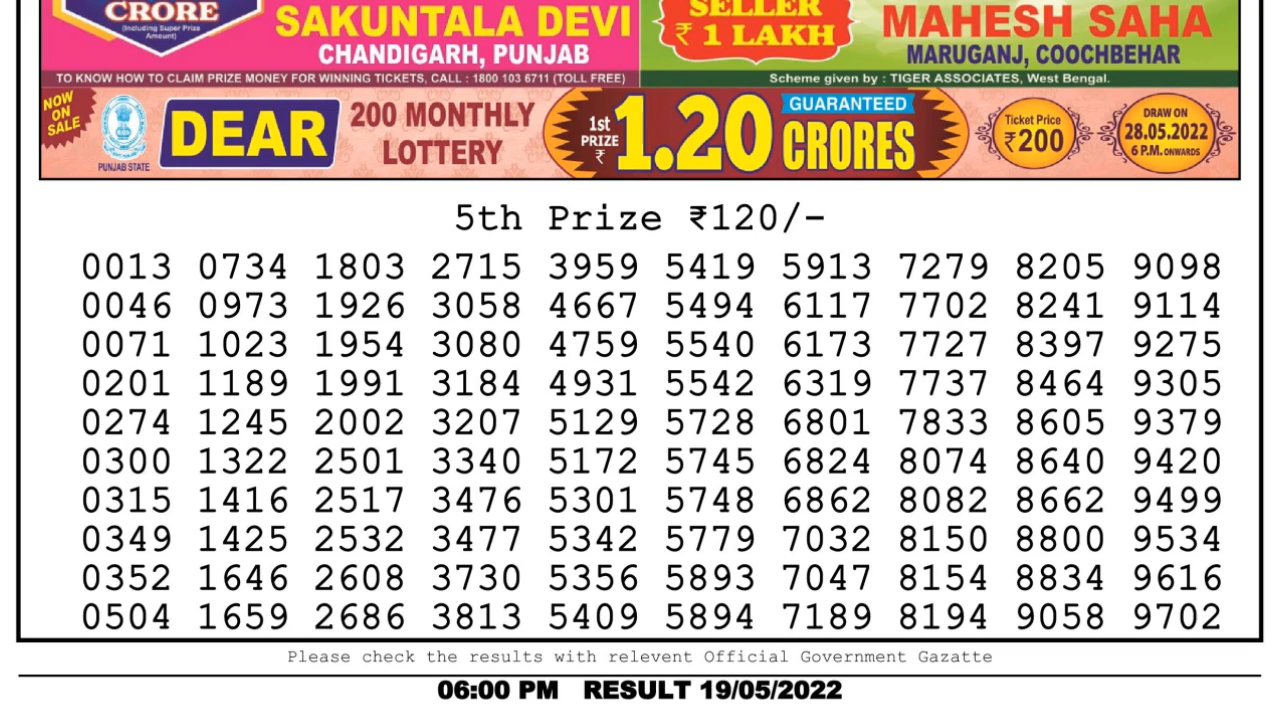 CRORE
(Including Super Prize
Amount)
SAKUNTALA DEVI
CHANDIGARH, PUNJAB
SELLER
₹ 1 LAKH
MAHESH SAHA
MARUGANJ, COOCHBEHAR
TO KNOW HOW TO CLAIM PRIZE MONEY FOR WINNING TICKETS, CALL : 1800 103 6711 (TOLL FREE)
Scheme given by : TIGER ASSOCIATES, West Bengal.
NOW
ON
SALE
PUNJAB STATE
DEAR
200 MONTHLY
LOTTERY
1st
PRIZE
₹
1.20
GUARANTEED
CRORES
Ticket Price
₹200
DRAW ON
28.05.2022
6 P.M. ONWARDS
5th Prize ₹120/-
0013 0734 1803 2715 3959 5419 5913 7279 8205 9098
0046 0973 1926 3058 4667 5494 6117 7702 8241 9114
0071 1023 1954 3080 4759 5540 6173 7727 8397 9275
0201 1189 1991 3184 4931 5542 6319 7737 8464 9305
0274 1245 2002 3207 5129 5728 6801 7833 8605 9379
0300 1322 2501 3340 5172 5745 6824 8074 8640 9420
0315 1416 2517 3476 5301 5748 6862 8082 8662 9499
0349 1425 2532 3477 5342 5779 7032 8150 8800 9534
0352 1646 2608 3730 5356 5893 7047 8154 8834 9616
0504 1659 2686 3813 5409 5894 7189 8194 9058 9702
Please check the results with relevent Official Government Gazatte
06:00 PM RESULT 19/05/2022